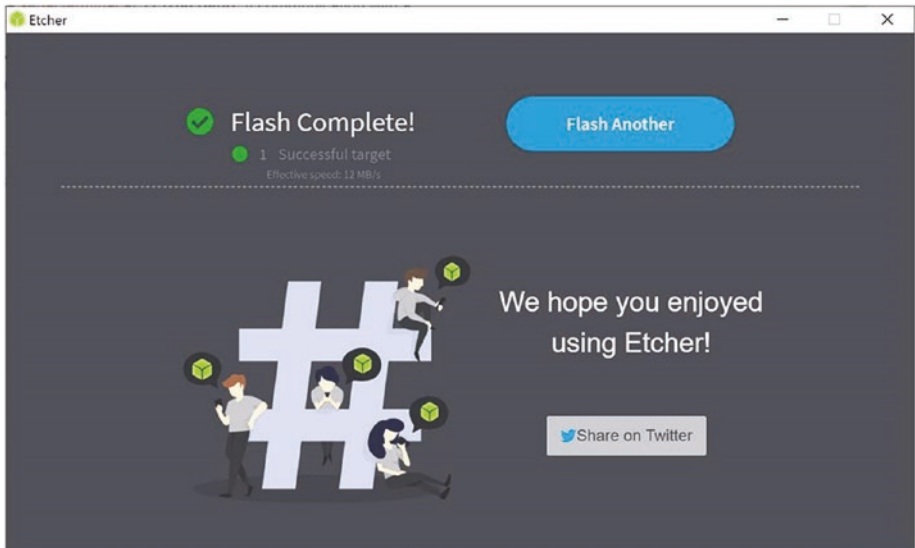 Etcher
Flash Complete!
Flash Another
1 Successful target
Effective speed: 12 MB/s
We hope you enjoyed
using Etcher!
Share on Twitter